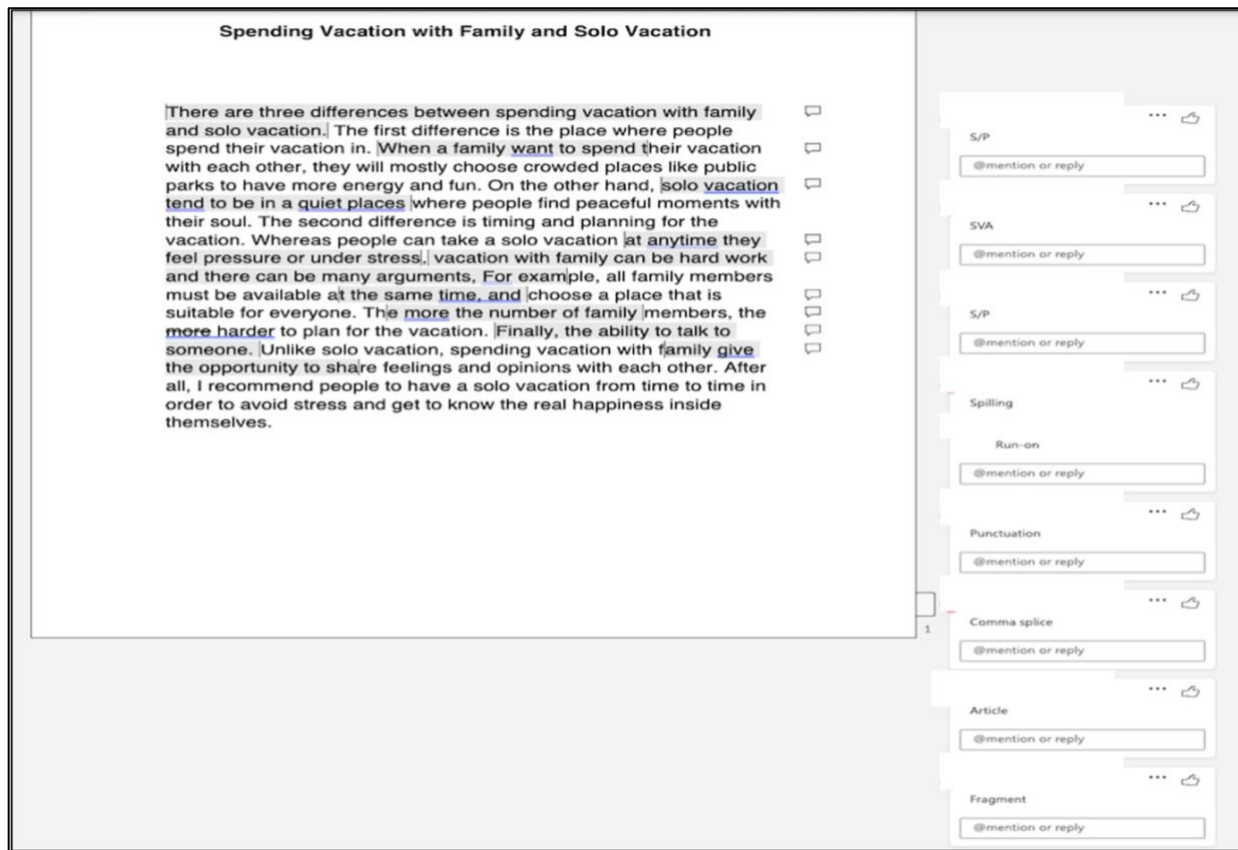 Spending Vacation with Family and Solo Vacation
There are three differences between spending vacation with family
and solo vacation. The first difference is the place where people
spend their vacation in. When a family want to spend their vacation
with each other, they will mostly choose crowded places like public
parks to have more energy and fun. On the other hand, solo vacation
tend to be in a quiet places where people find peaceful moments with
their soul. The second difference is timing and planning for the
vacation. Whereas people can take a solo vacation at anytime they
feel pressure or under stress, vacation with family can be hard work
and there can be many arguments, For example, all family members
must be available at the same time, and choose a place that is
suitable for everyone. The more the number of family members, the
more harder to plan for the vacation. Finally, the ability to talk to
someone. Unlike solo vacation, spending vacation with family give
the opportunity to share feelings and opinions with each other. After
all, I recommend people to have a solo vacation from time to time in
order to avoid stress and get to know the real happiness inside
themselves.
1
S/P
@mention or reply
SVA
@mention or reply
S/P
@mention or reply
Spilling
Run-on
@mention or reply
Punctuation
@mention or reply
Comma splice
@mention or reply
Article
@mention or reply
Fragment
@mention or reply